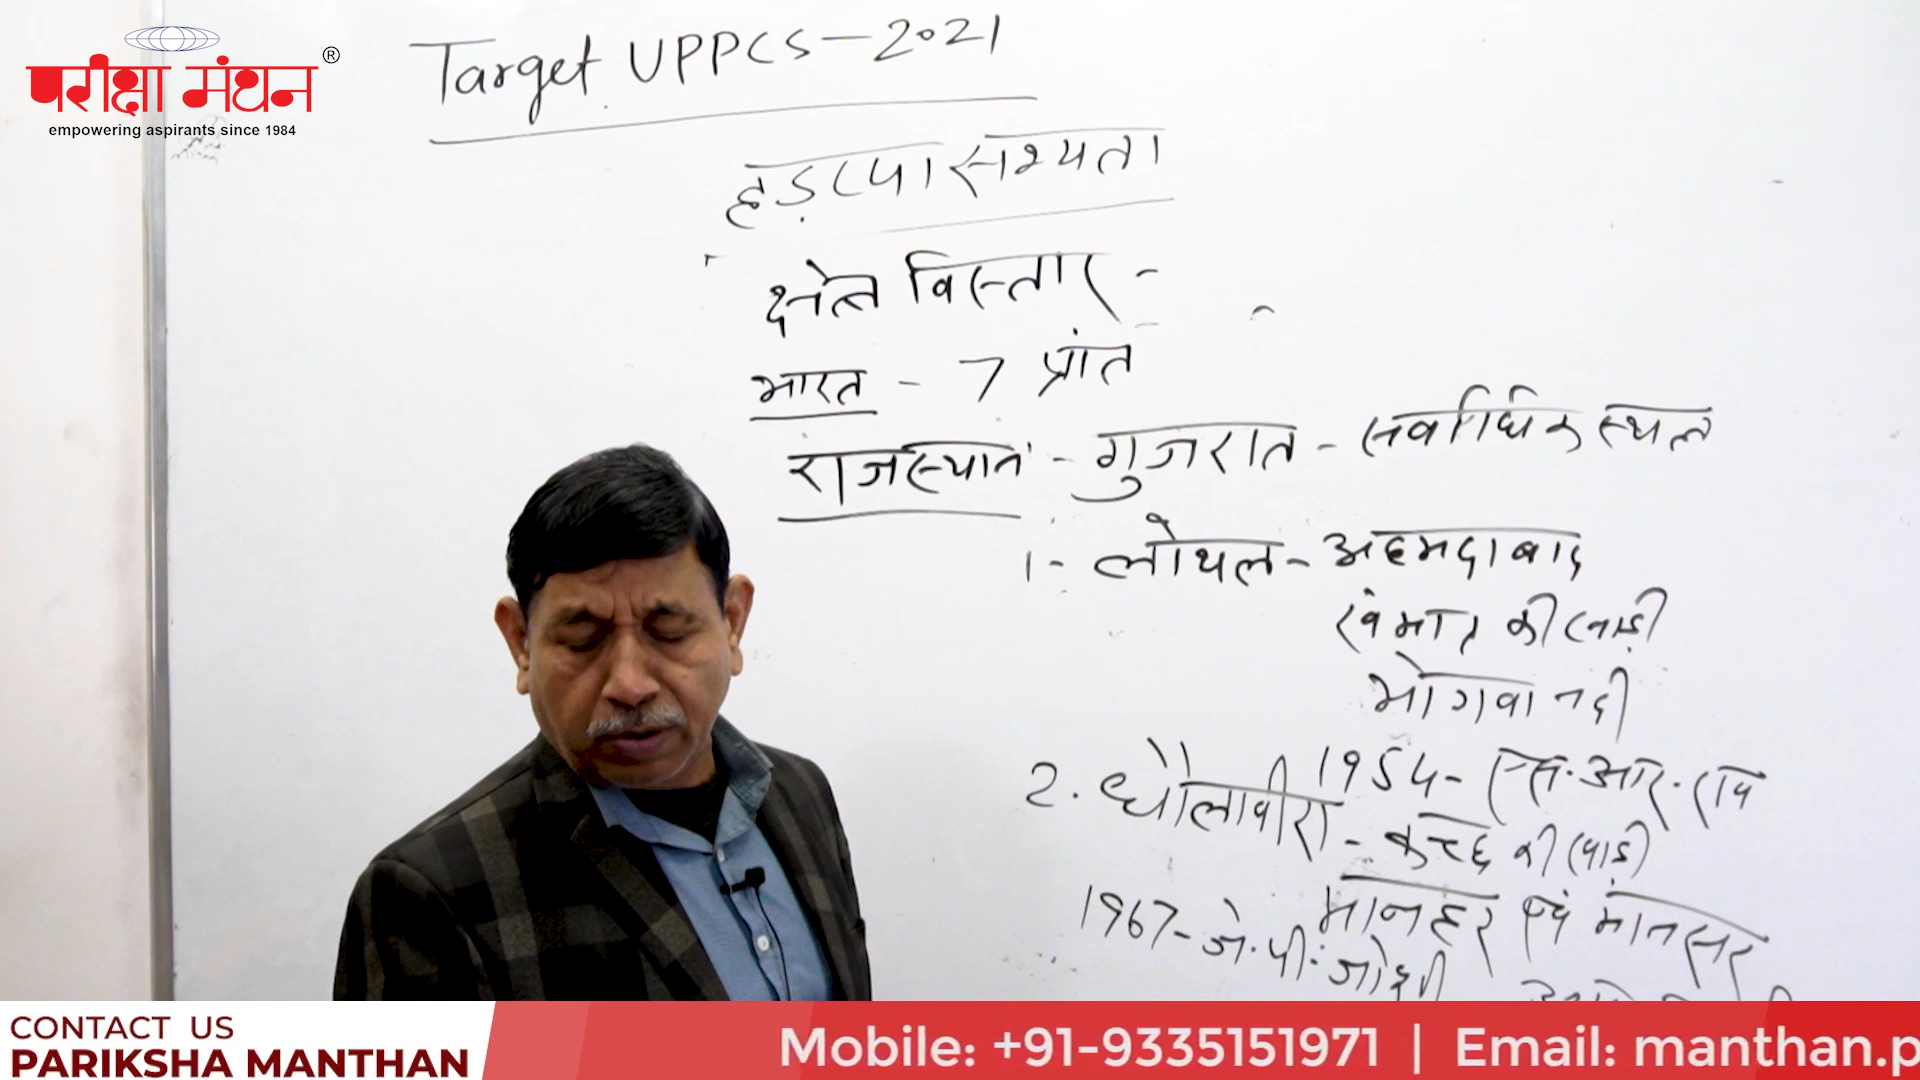 परीक्षा मंथन ®
empowering aspirants since 1984
Target UPPCS-2021
हड़प्पा सभ्यता
क्षेत्र विस्तार -
भारत - 7 प्रांत
राजस्थान - गुजरात - सर्वाधिक स्थल
1- लोथल - अहमदाबाद
खंभात की खाड़ी
भोगवा नदी
1954- एस.आर.राव
2. धौलावीरा - कच्छ की खाड़ी
मानहर एवं मानसर
1967- जे.पी. जोशी
CONTACT US
PARIKSHA MANTHAN
Mobile: +91-9335151971 | Email: manthan.p